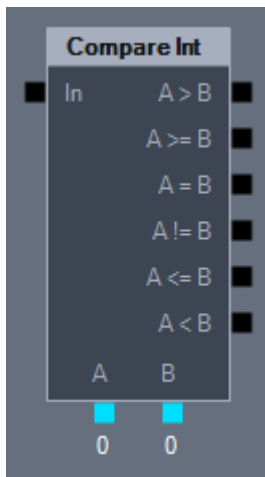 Compare Int
In A > B
A >= B
A = B
A != B
A <= B
A < B
A B
0 0